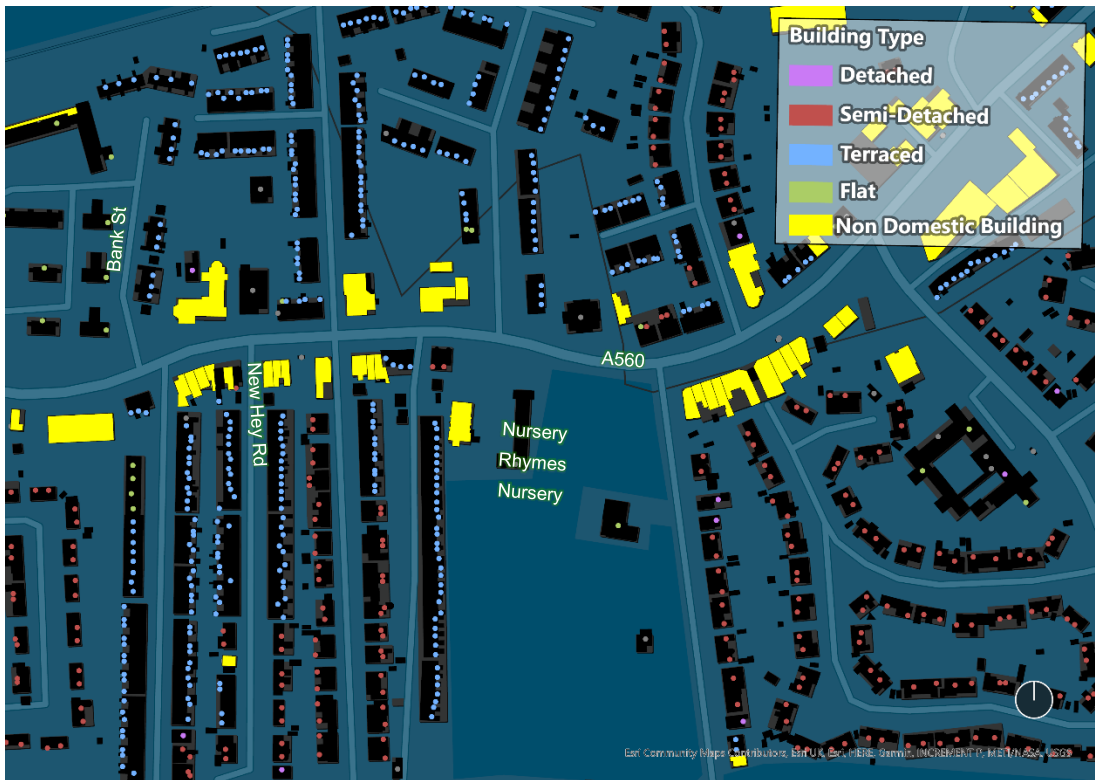 Building Type
Detached
Semi-Detached
Terraced
Flat
Non Domestic Building
Bank St
A560
New Hey Rd
Nursery
Rhymes
Nursery
Esri Community Maps Contributors, Esri UK, Esri, HERE, Garmin, INCREMENT P, METI/NASA, USGS